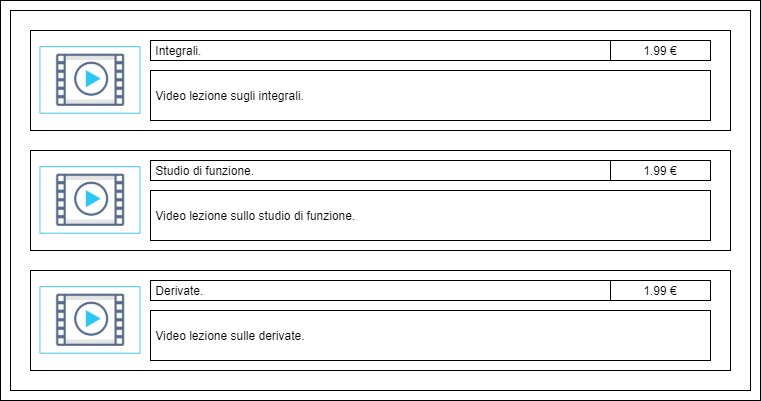 Integrali.
1.99 €
Video lezione sugli integrali.
Studio di funzione.
1.99 €
Video lezione sullo studio di funzione.
Derivate.
1.99 €
Video lezione sulle derivate.